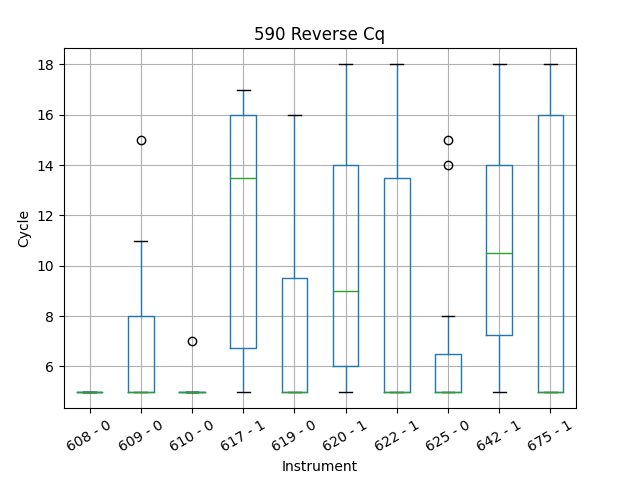 590 Reverse Cq
18
16
14
12
10
8
6
Cycle
608 - 0
609 - 0
610 - 0
617 - 1
619 - 0
620 - 1
622 - 1
625 - 0
642 - 1
675 - 1
Instrument